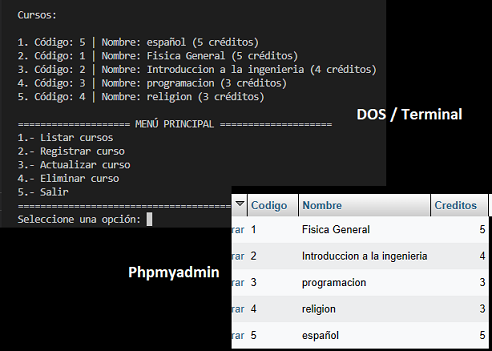 Cursos:
1. Código: 5 | Nombre: español (5 créditos)
2. Código: 1 | Nombre: Fisica General (5 créditos)
3. Código: 2 | Nombre: Introduccion a la ingenieria (4 créditos)
4. Código: 3 | Nombre: programacion (3 créditos)
5. Código: 4 | Nombre: religion (3 créditos)
==================== MENÚ PRINCIPAL ====================
1.- Listar cursos
2.- Registrar curso
3.- Actualizar curso
4.- Eliminar curso
5.- Salir
========================================
Seleccione una opción:
DOS / Terminal
Phpmyadmin
Codigo Nombre Creditos
rar 1 Fisica General 5
rar 2 Introduccion a la ingenieria 4
rar 3 programacion 3
rar 4 religion 3
rar 5 español 5